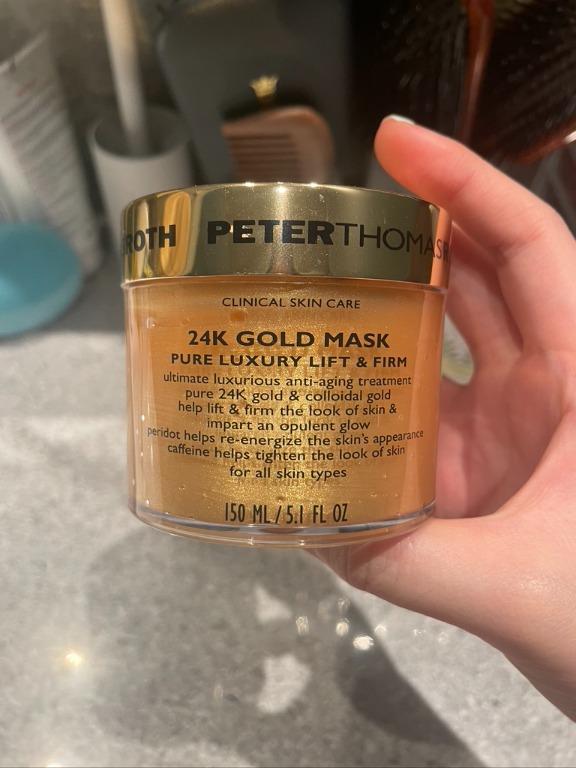 ROTH PETERTHOMAS
CLINICAL SKIN CARE
24K GOLD MASK
PURE LUXURY LIFT & FIRM
ultimate luxurious anti-aging treatment
pure 24K gold & colloidal gold
help lift & firm the look of skin &
impart an opulent glow
peridot helps re-energize the skin's appearance
caffeine helps tighten the look of skin
for all skin types
150 ML / 5.1 FL OZ